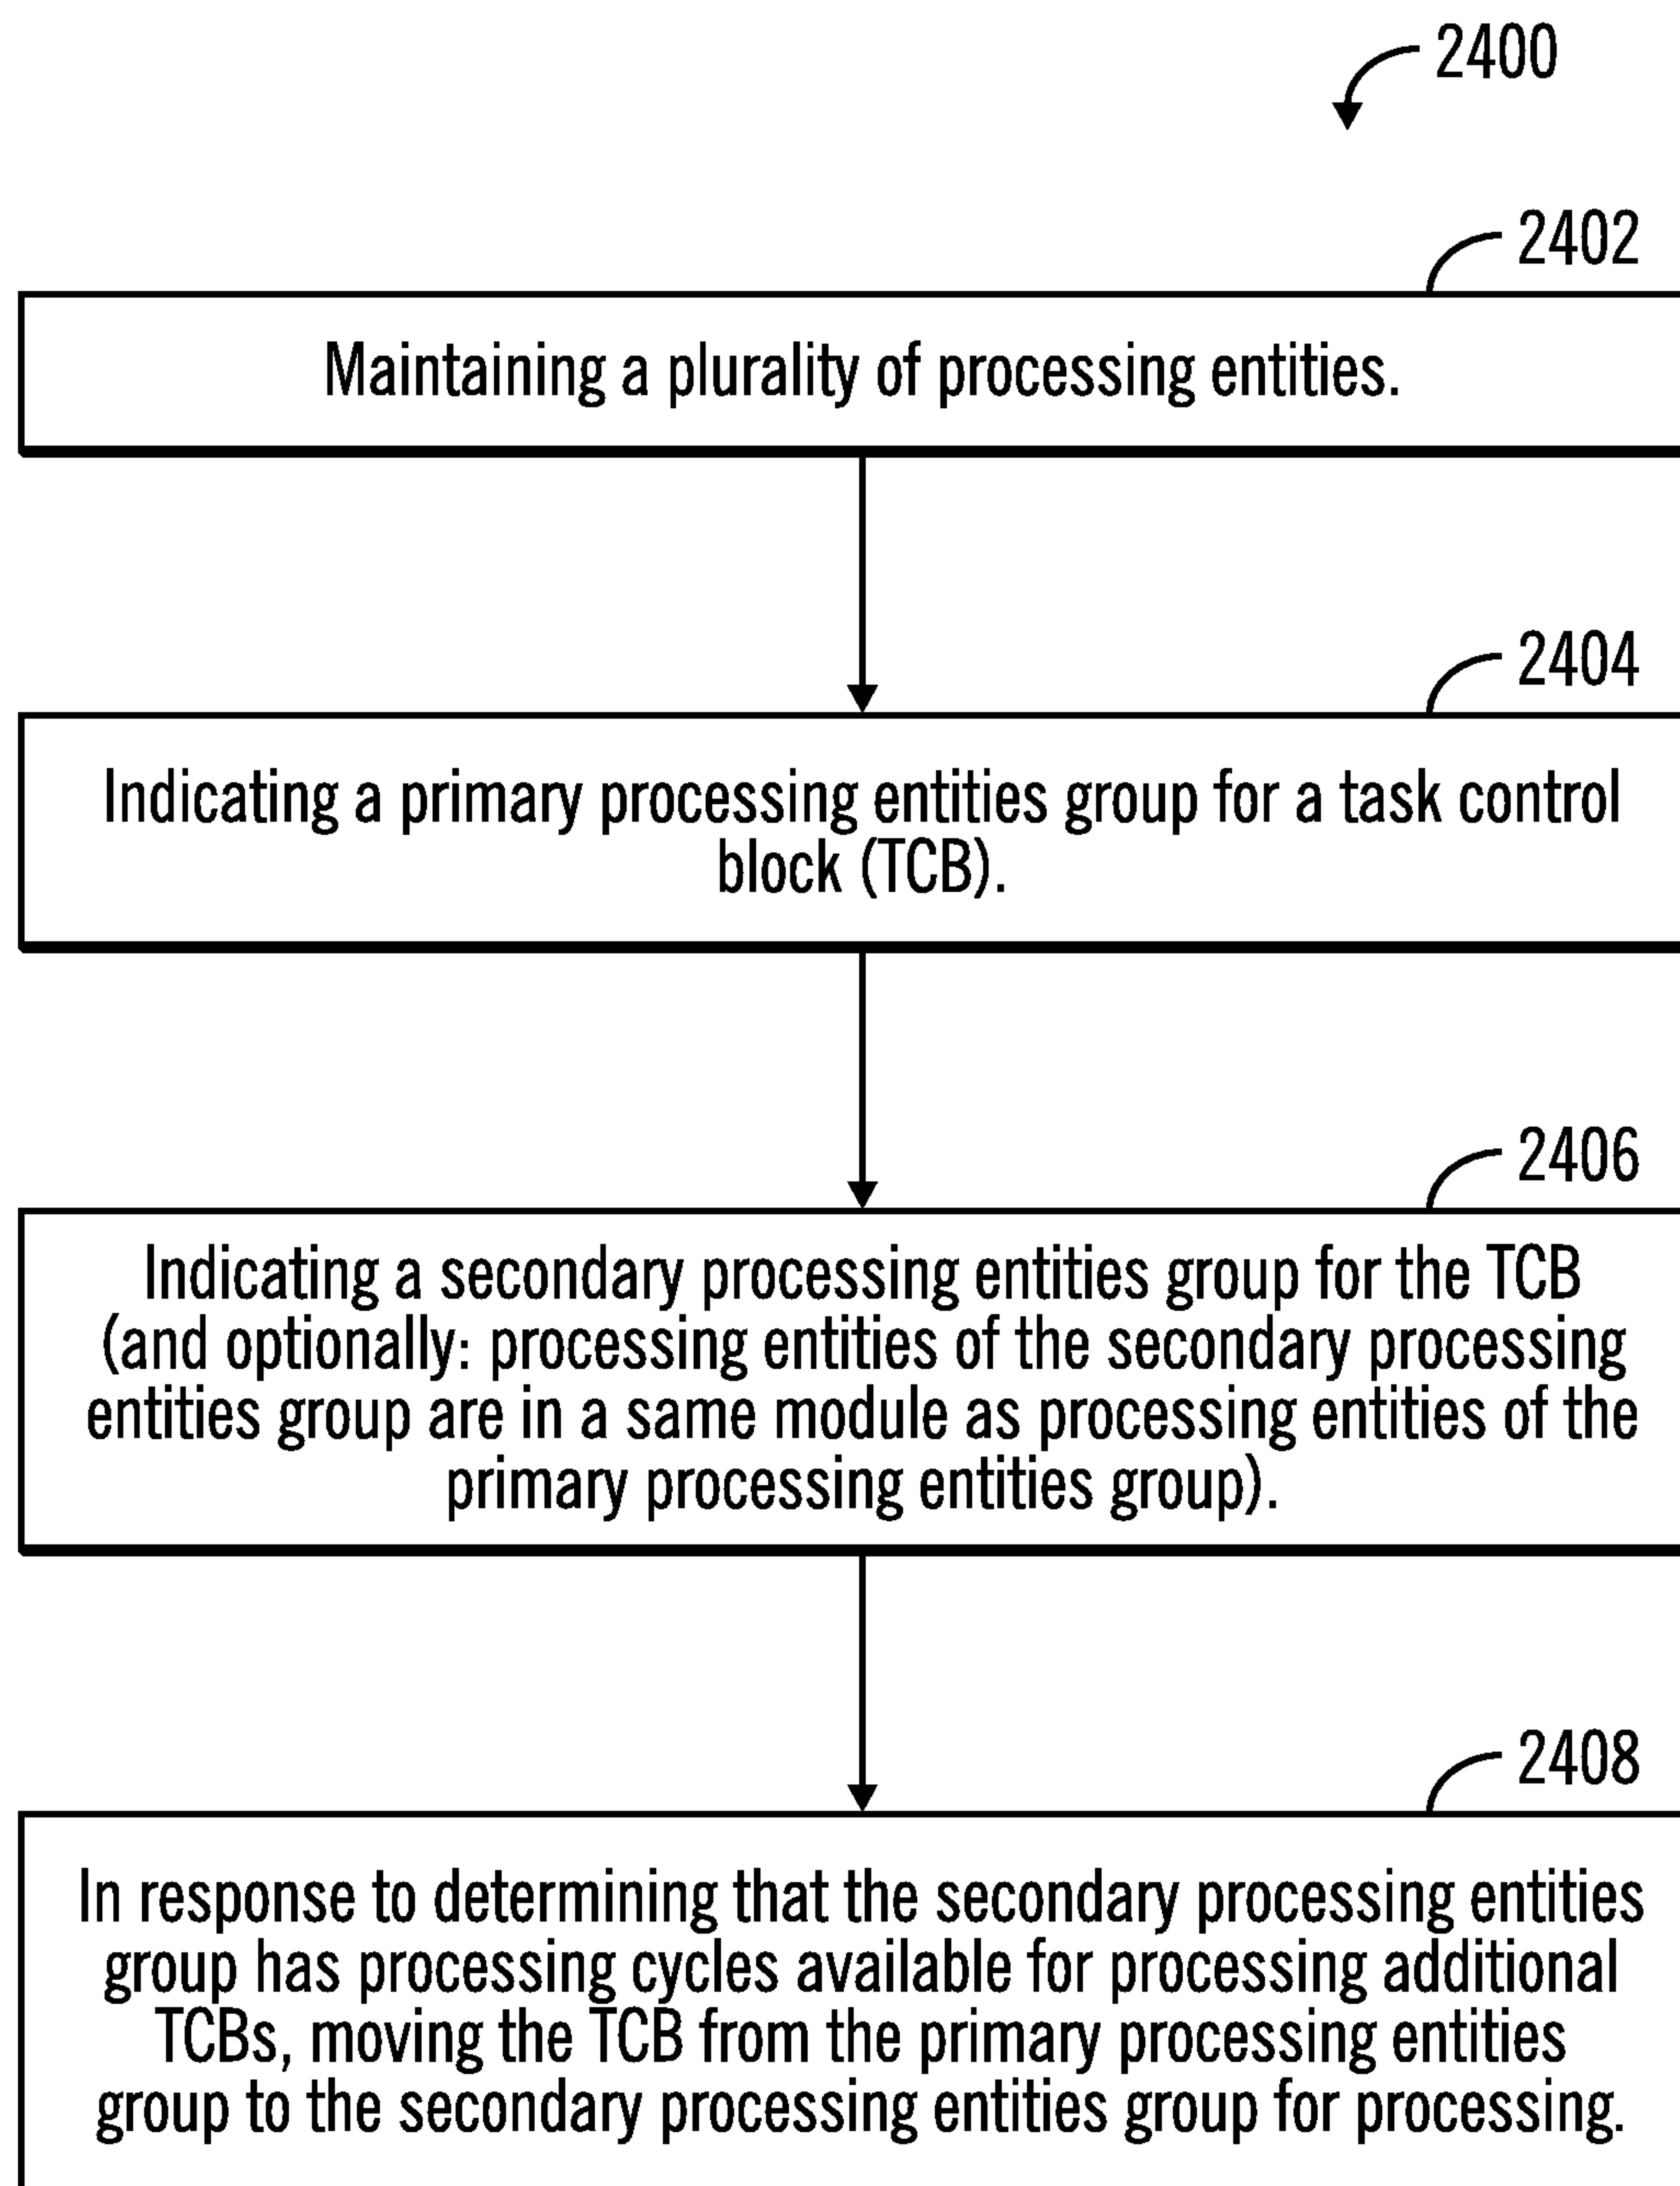 2400
2402
Maintaining a plurality of processing entities.
2404
Indicating a primary processing entities group for a task control
block (TCB).
2406
Indicating a secondary processing entities group for the TCB
(and optionally: processing entities of the secondary processing
entities group are in a same module as processing entities of the
primary processing entities group).
2408
In response to determining that the secondary processing entities
group has processing cycles available for processing additional
TCBs, moving the TCB from the primary processing entities
group to the secondary processing entities group for processing.